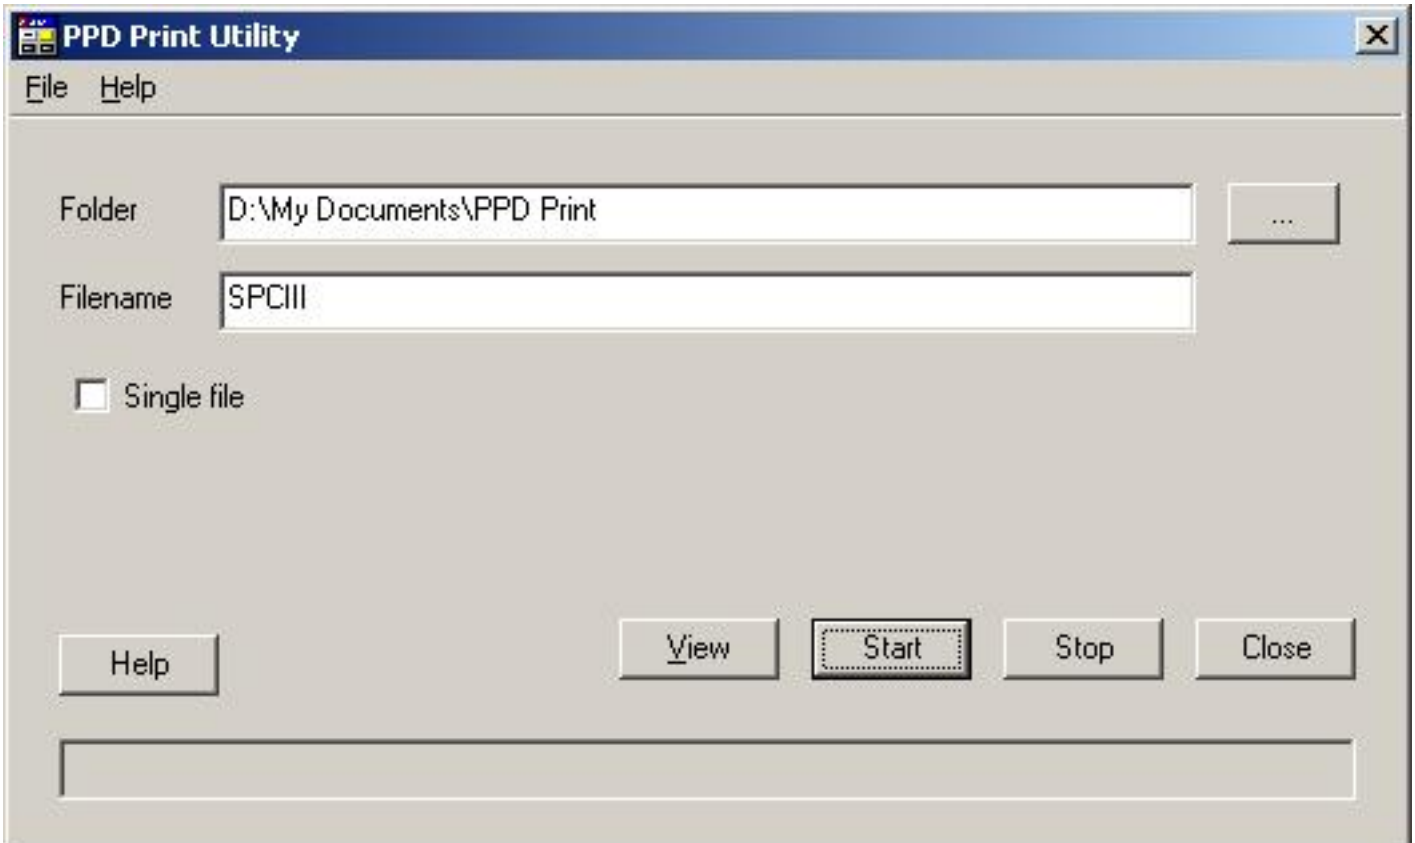 PPD Print Utility
File Help
Folder D:\My Documents\PPD Print ...
Filename SPCIII
Single file
Help View Start Stop Close